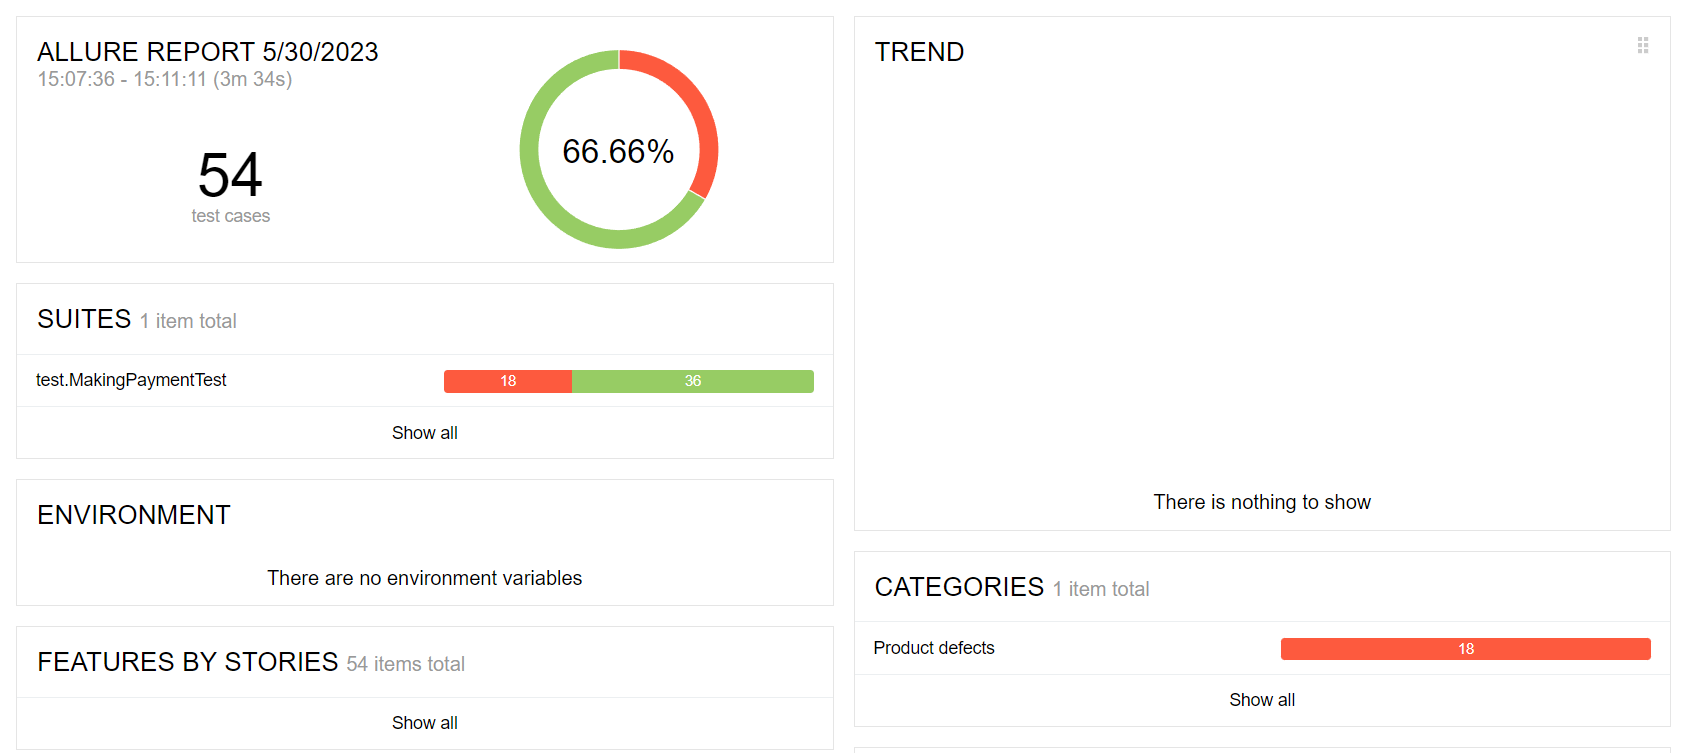 ALLURE REPORT 5/30/2023
15:07:36 - 15:11:11 (3m 34s)
54
test cases
66.66%
SUITES 1 item total
test.MakingPaymentTest 18 36
Show all
ENVIRONMENT
There are no environment variables
FEATURES BY STORIES 54 items total
Show all
TREND
There is nothing to show
CATEGORIES 1 item total
Product defects 18
Show all